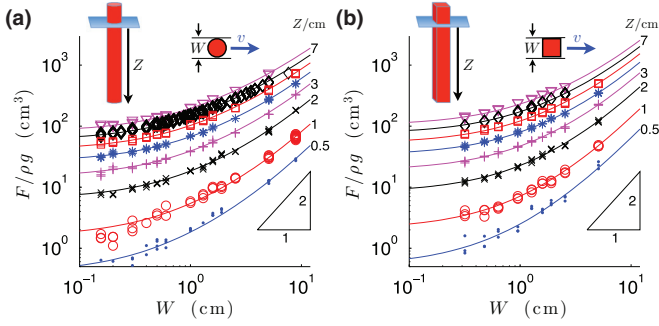 (a)
Z
W
v
Z/cm
7
3
2
1
0.5
2
1
F/ρg (cm³)
10³
10²
10¹
10⁰
10⁻¹
10⁰
10¹
W (cm)
(b)
Z
W
v
Z/cm
7
3
2
1
0.5
2
1
F/ρg (cm³)
10³
10²
10¹
10⁰
10⁻¹
10⁰
10¹
W (cm)